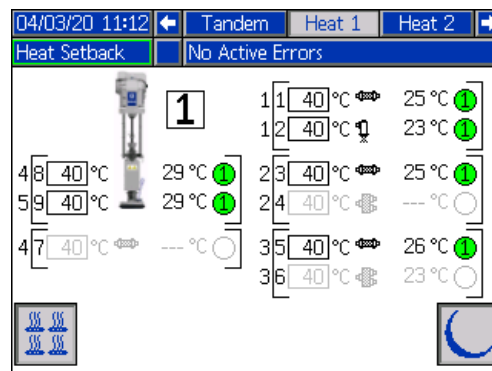 04/03/20 11:12 Tandem Heat 1 Heat 2
Heat Setback No Active Errors
1
1 1 40 °C 25 °C 1
1 2 40 °C 23 °C 1
4 8 40 °C 29 °C 1
5 9 40 °C 29 °C 1
2 3 40 °C 25 °C 1
2 4 40 °C --- °C
4 7 40 °C --- °C
3 5 40 °C 26 °C 1
3 6 40 °C 23 °C